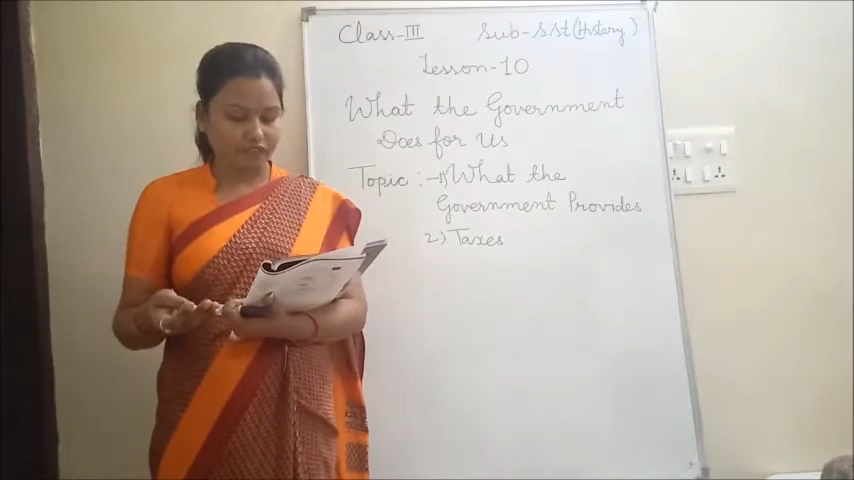 Class-III Sub-SSt(History)
Lesson-10
What the Government
Does for us
Topic :→1) What the
Government Provides
2) Taxes